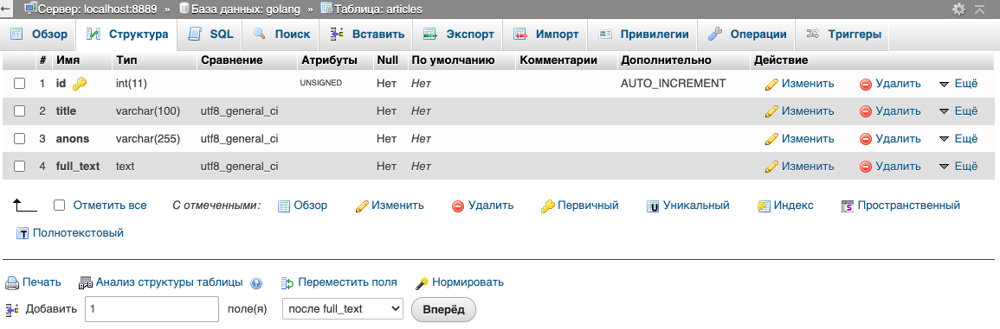 Сервер: localhost:8889 » База данных: golang » Таблица: articles
Обзор Структура SQL Поиск Вставить Экспорт Импорт Привилегии Операции Триггеры
# Имя Тип Сравнение Атрибуты Null По умолчанию Комментарии Дополнительно Действие
1 id int(11) UNSIGNED Нет Нет AUTO_INCREMENT Изменить Удалить Ещё
2 title varchar(100) utf8_general_ci Нет Нет Изменить Удалить Ещё
3 anons varchar(255) utf8_general_ci Нет Нет Изменить Удалить Ещё
4 full_text text utf8_general_ci Нет Нет Изменить Удалить Ещё
Отметить все С отмеченными: Обзор Изменить Удалить Первичный Уникальный Индекс Пространственный
Полнотекстовый
Печать Анализ структуры таблицы Переместить поля Нормировать
Добавить 1 поле(я) после full_text Вперёд